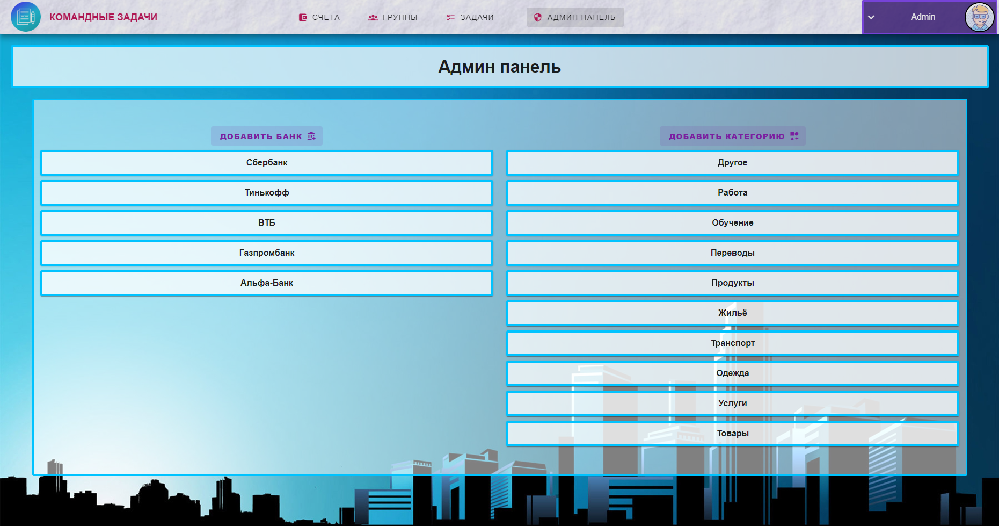 КОМАНДНЫЕ ЗАДАЧИ
СЧЕТА
ГРУППЫ
ЗАДАЧИ
АДМИН ПАНЕЛЬ
Admin
Админ панель
ДОБАВИТЬ БАНК
Сбербанк
Тинькофф
ВТБ
Газпромбанк
Альфа-Банк
ДОБАВИТЬ КАТЕГОРИЮ
Другое
Работа
Обучение
Переводы
Продукты
Жильё
Транспорт
Одежда
Услуги
Товары